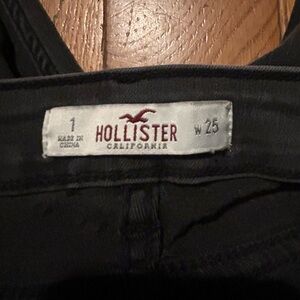 1
MADE IN
CHINA
HOLLISTER
CALIFORNIA
W 25